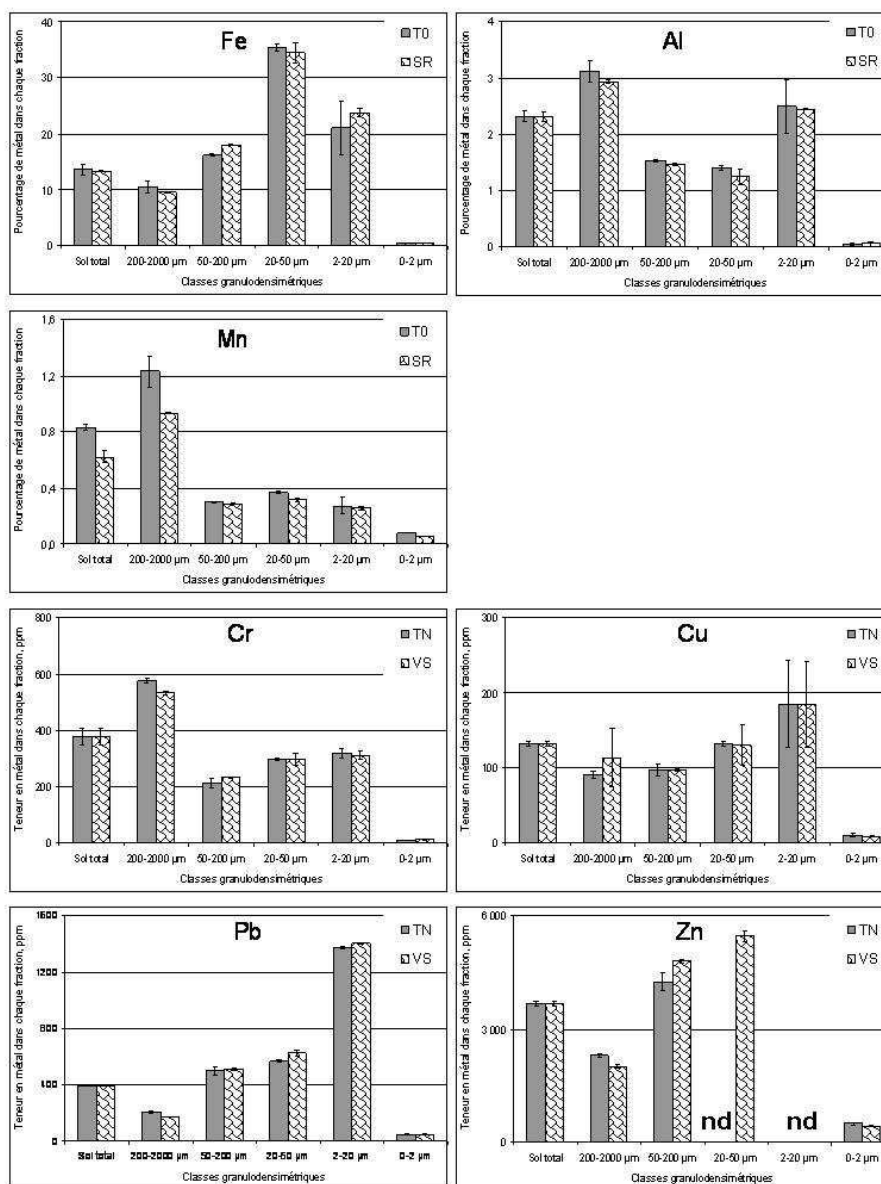 Fe
T0
SR
Pourcentage de métal dans chaque fraction
40
30
20
10
0
Sol total 200-2000 µm 50-200 µm 20-50 µm 2-20 µm 0-2 µm
Classes granulodensimétriques
Al
T0
SR
Pourcentage de métal dans chaque fraction
4
3
2
1
0
Sol total 200-2000 µm 50-200 µm 20-50 µm 2-20 µm 0-2 µm
Classes granulodensimétriques
Mn
T0
SR
Pourcentage de métal dans chaque fraction
1,6
1,2
0,8
0,4
0,0
Sol total 200-2000 µm 50-200 µm 20-50 µm 2-20 µm 0-2 µm
Classes granulodensimétriques
Cr
TN
VS
Teneur en métal dans chaque fraction, ppm
800
600
400
200
0
Sol total 200-2000 µm 50-200 µm 20-50 µm 2-20 µm 0-2 µm
Classes granulodensimétriques
Cu
TN
VS
Teneur en métal dans chaque fraction, ppm
300
200
100
0
Sol total 200-2000 µm 50-200 µm 20-50 µm 2-20 µm 0-2 µm
Classes granulodensimétriques
Pb
TN
VS
Teneur en métal dans chaque fraction, ppm
1600
1200
800
400
0
Sol total 200-2000 µm 50-200 µm 20-50 µm 2-20 µm 0-2 µm
Classes granulodensimétriques
Zn
TN
VS
Teneur en métal dans chaque fraction, ppm
6 000
3 000
0
nd nd
Sol total 200-2000 µm 50-200 µm 20-50 µm 2-20 µm 0-2 µm
Classes granulodensimétriques